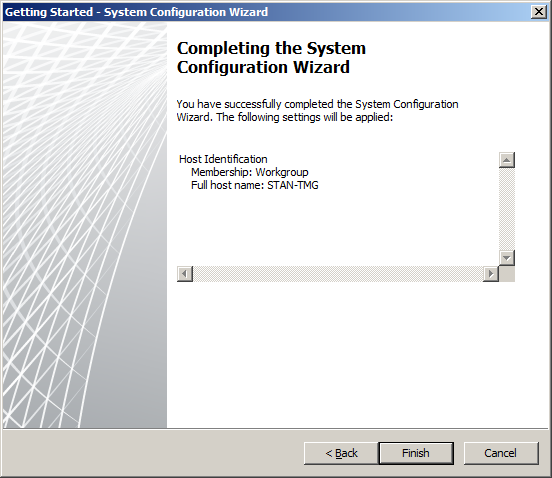 Getting Started - System Configuration Wizard
Completing the System
Configuration Wizard
You have successfully completed the System Configuration
Wizard. The following settings will be applied:
Host Identification
Membership: Workgroup
Full host name: STAN-TMG
< Back
Finish
Cancel